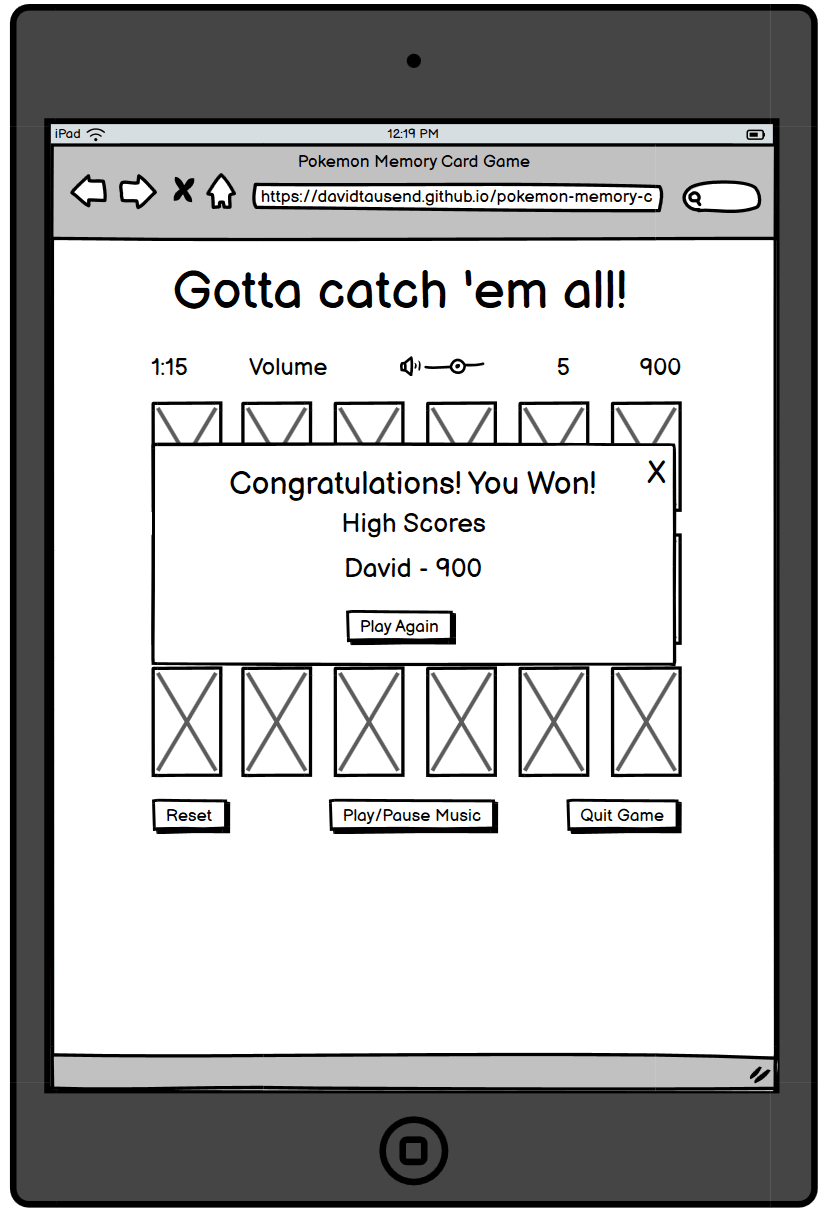 iPad 12:19 PM
Pokemon Memory Card Game
https://davidtausend.github.io/pokemon-memory-c
Gotta catch 'em all!
1:15 Volume 5 900
X
Congratulations! You Won!
High Scores
David - 900
Play Again
Reset Play/Pause Music Quit Game